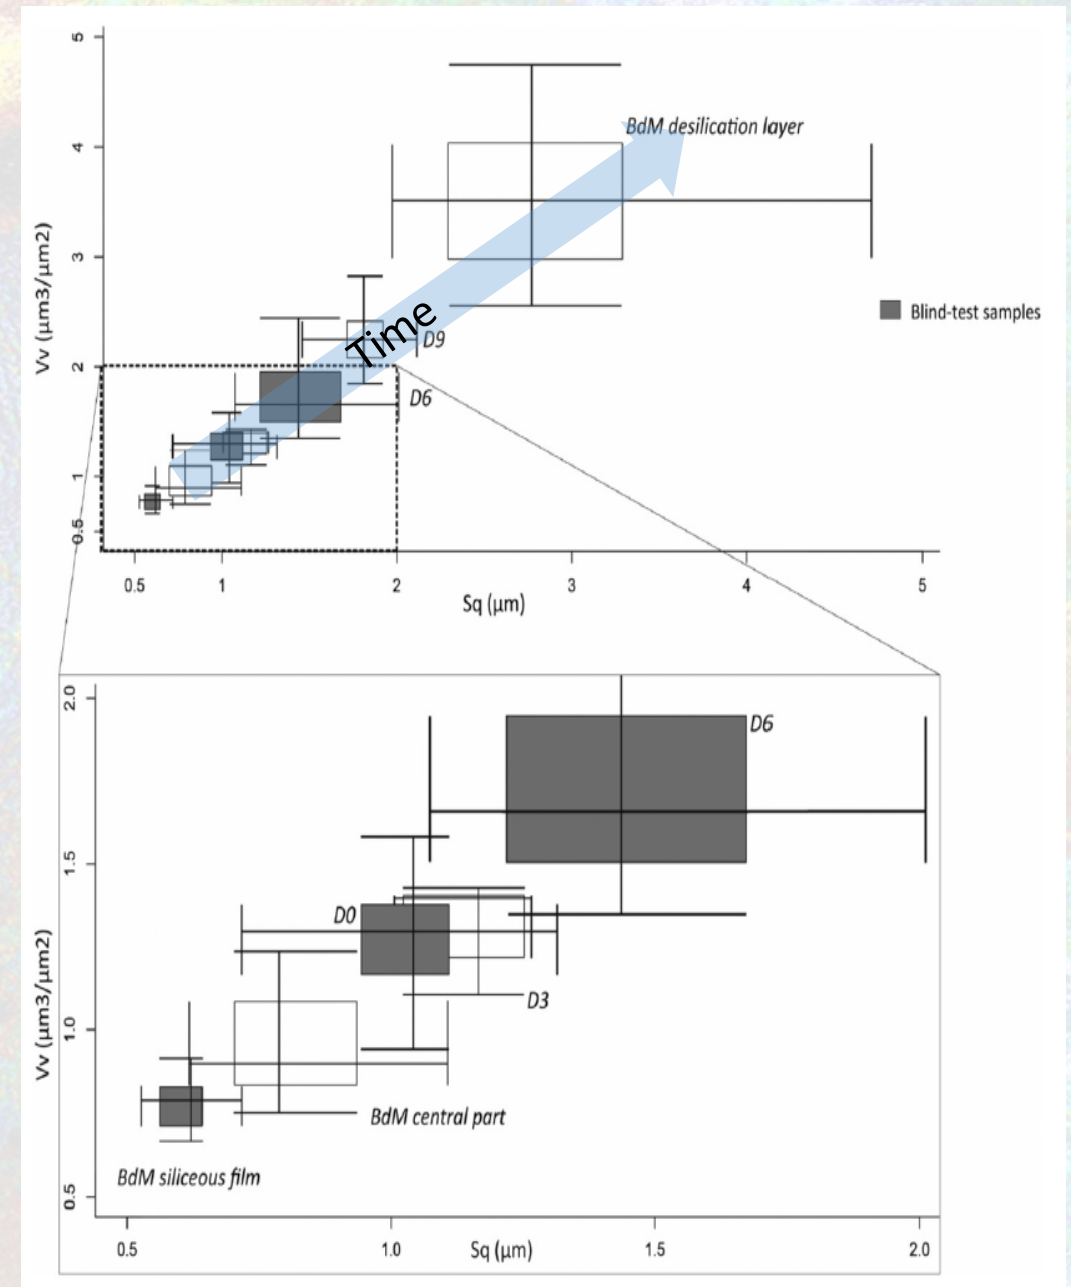 5
4
3
2
1
0.5
Vv (μm3/μm2)
BdM desilication layer
Time
D9
D6
Blind-test samples
0.5 1 2 3 4 5
Sq (μm)
2.0
1.5
1.0
0.5
Vv (μm3/μm2)
D6
D0
D3
BdM central part
BdM siliceous film
0.5 1.0 1.5 2.0
Sq (μm)